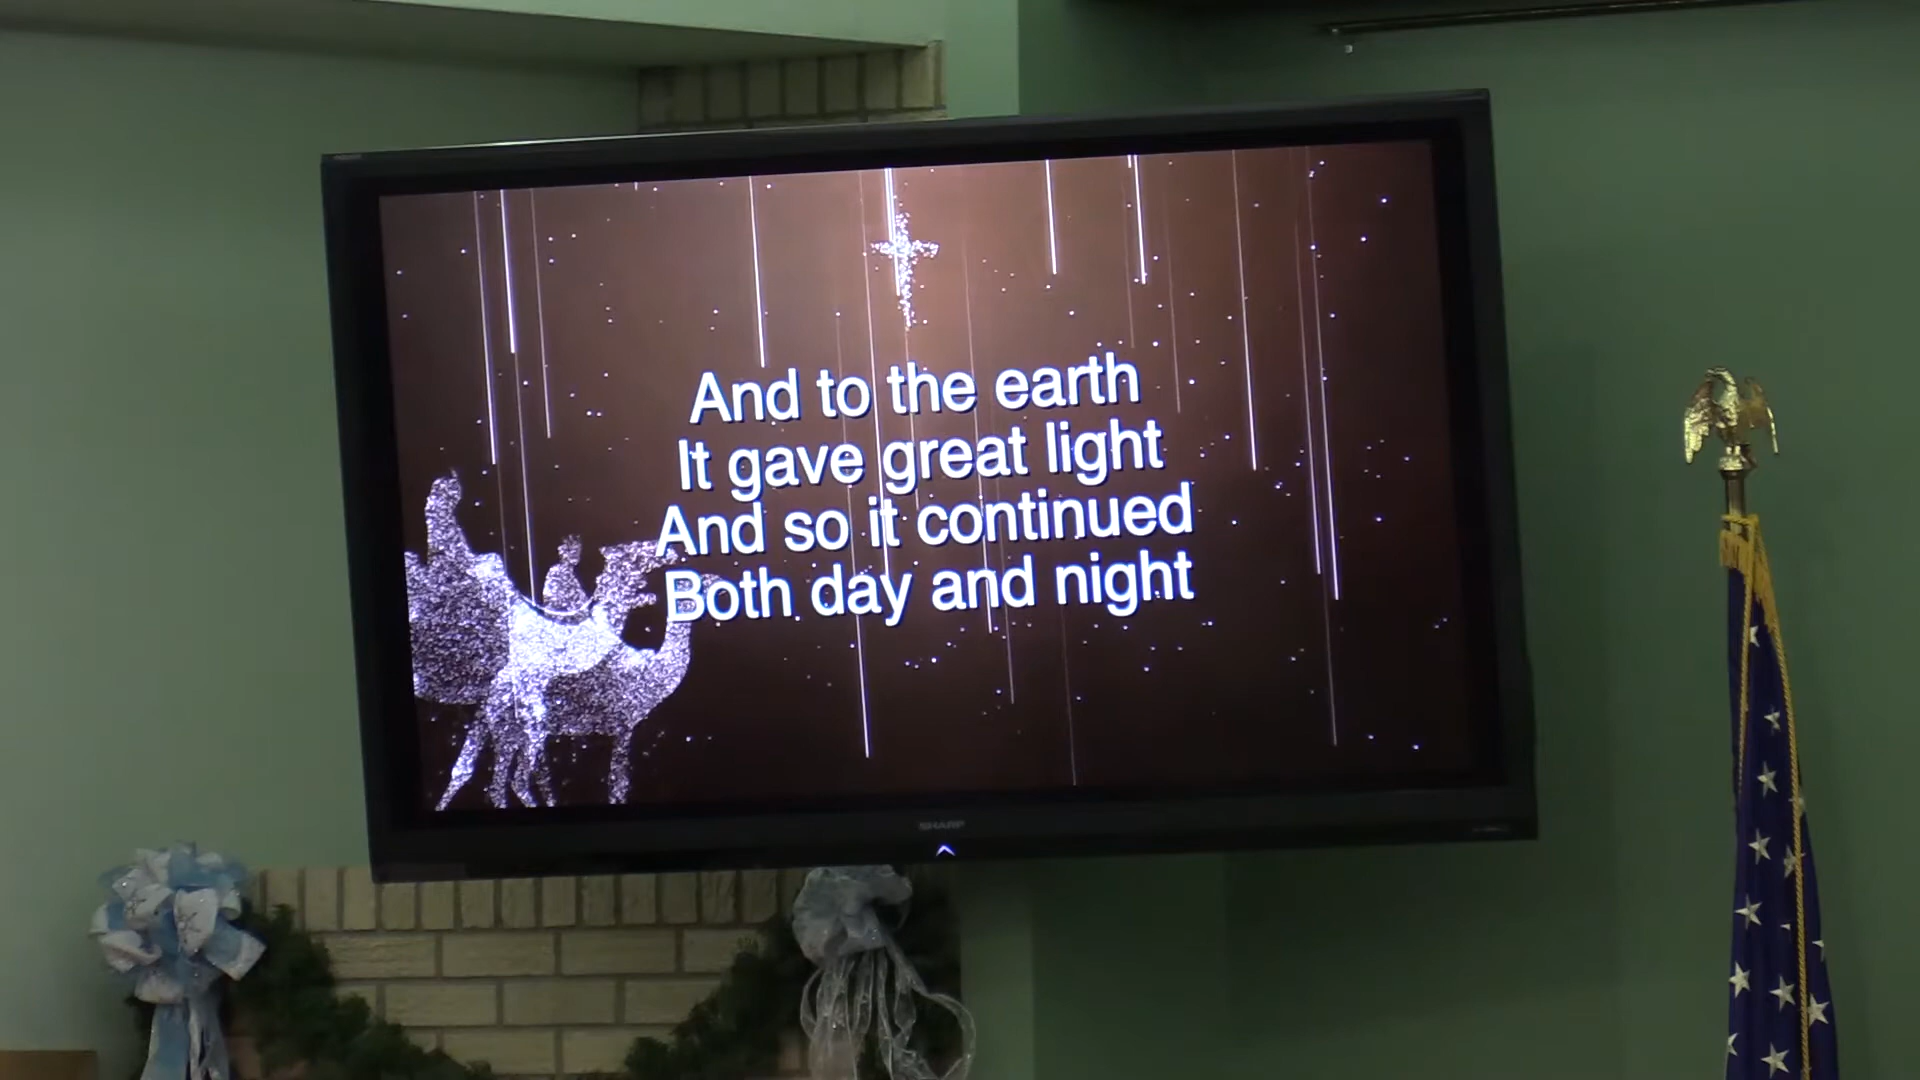 And to the earth
It gave great light
And so it continued
Both day and night
SHARP